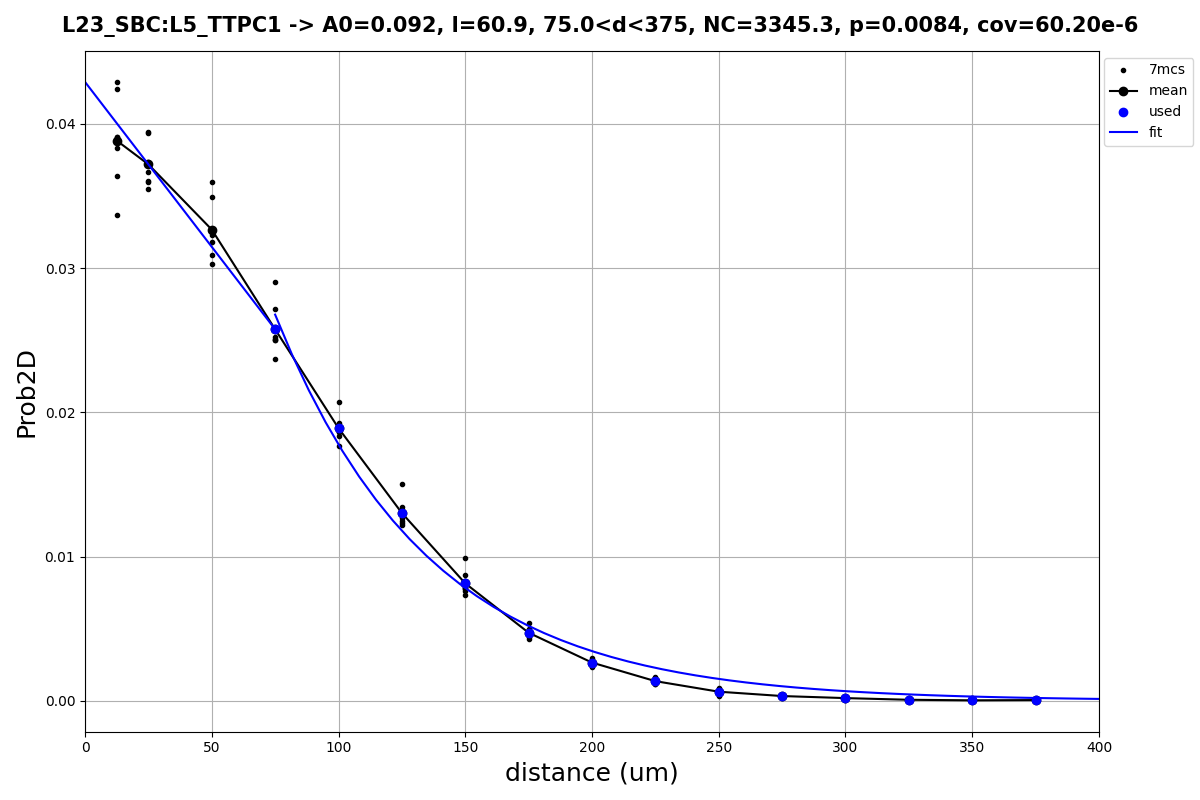 L23_SBC:L5_TTPC1 -> A0=0.092, l=60.9, 75.0<d<375, NC=3345.3, p=0.0084, cov=60.20e-6
7mcs
mean
used
fit
Prob2D
0.04
0.03
0.02
0.01
0.00
0 50 100 150 200 250 300 350 400
distance (um)